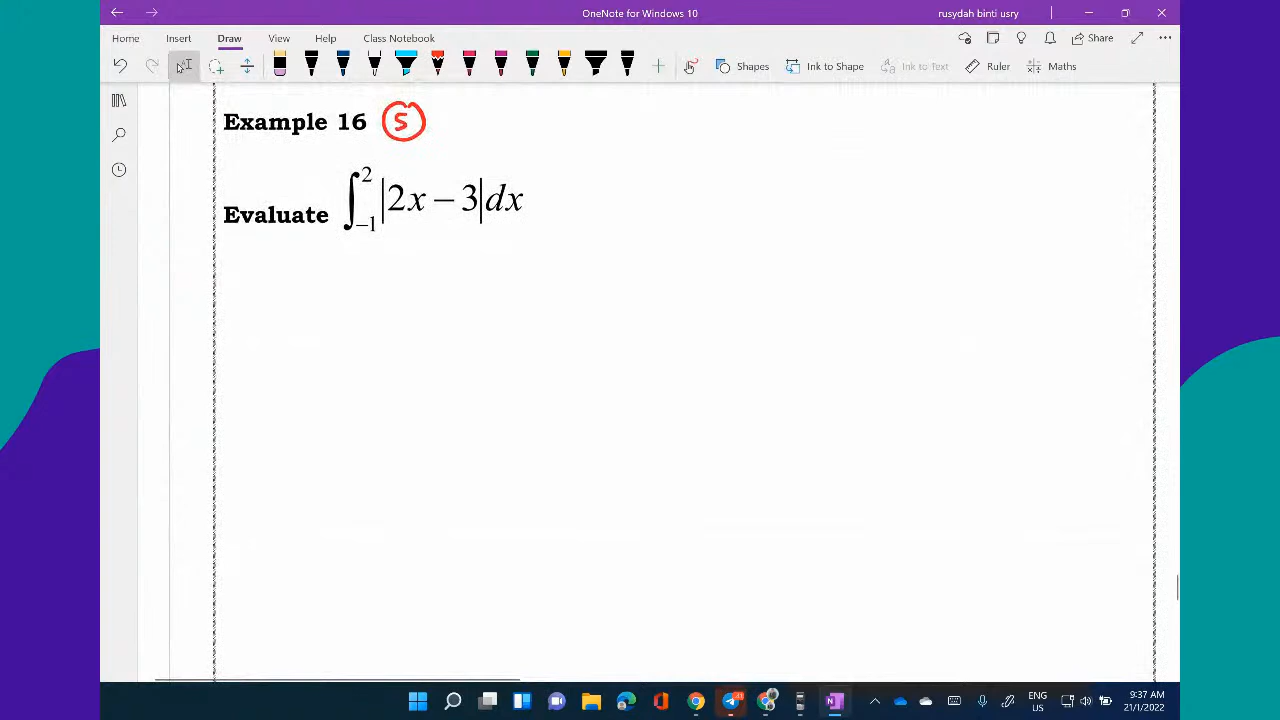 OneNote for Windows 10
rusydah binti usry
Home Insert Draw View Help Class Notebook
Share
Shapes Ink to Shape Ink to Text Ruler Maths
Example 16 5
Evaluate ∫_{-1}^{2} |2x − 3| dx
ENG
US
9:37 AM
21/1/2022